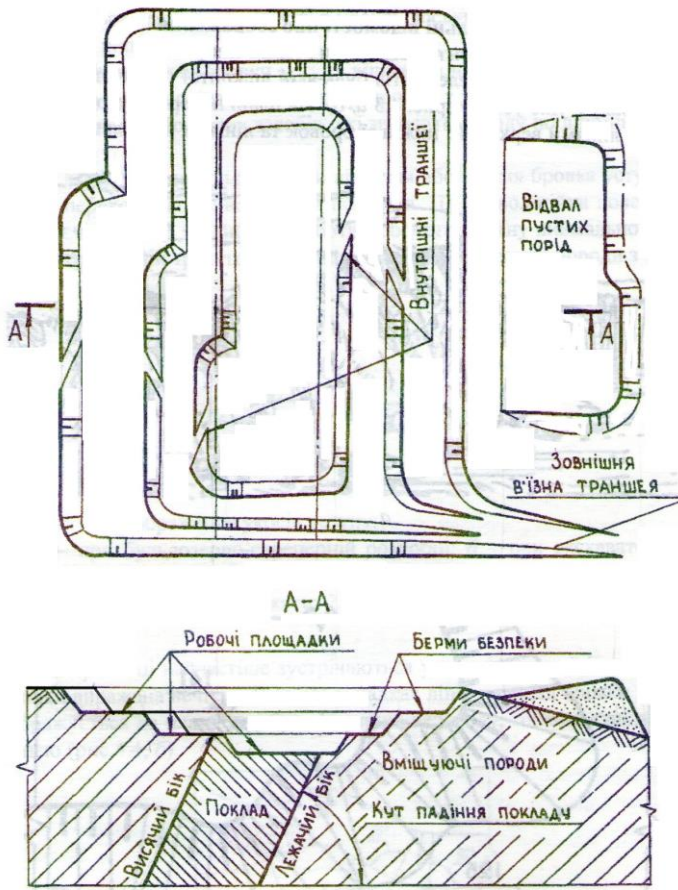 Внутрішні траншеї
Відвал
пустих
порід
А
А
Зовнішня
в'їзна траншея
А-А
Робочі площадки
Берми безпеки
Вміщуючі породи
Висячий бік
Поклад
Лежачий бік
Кут падіння покладу